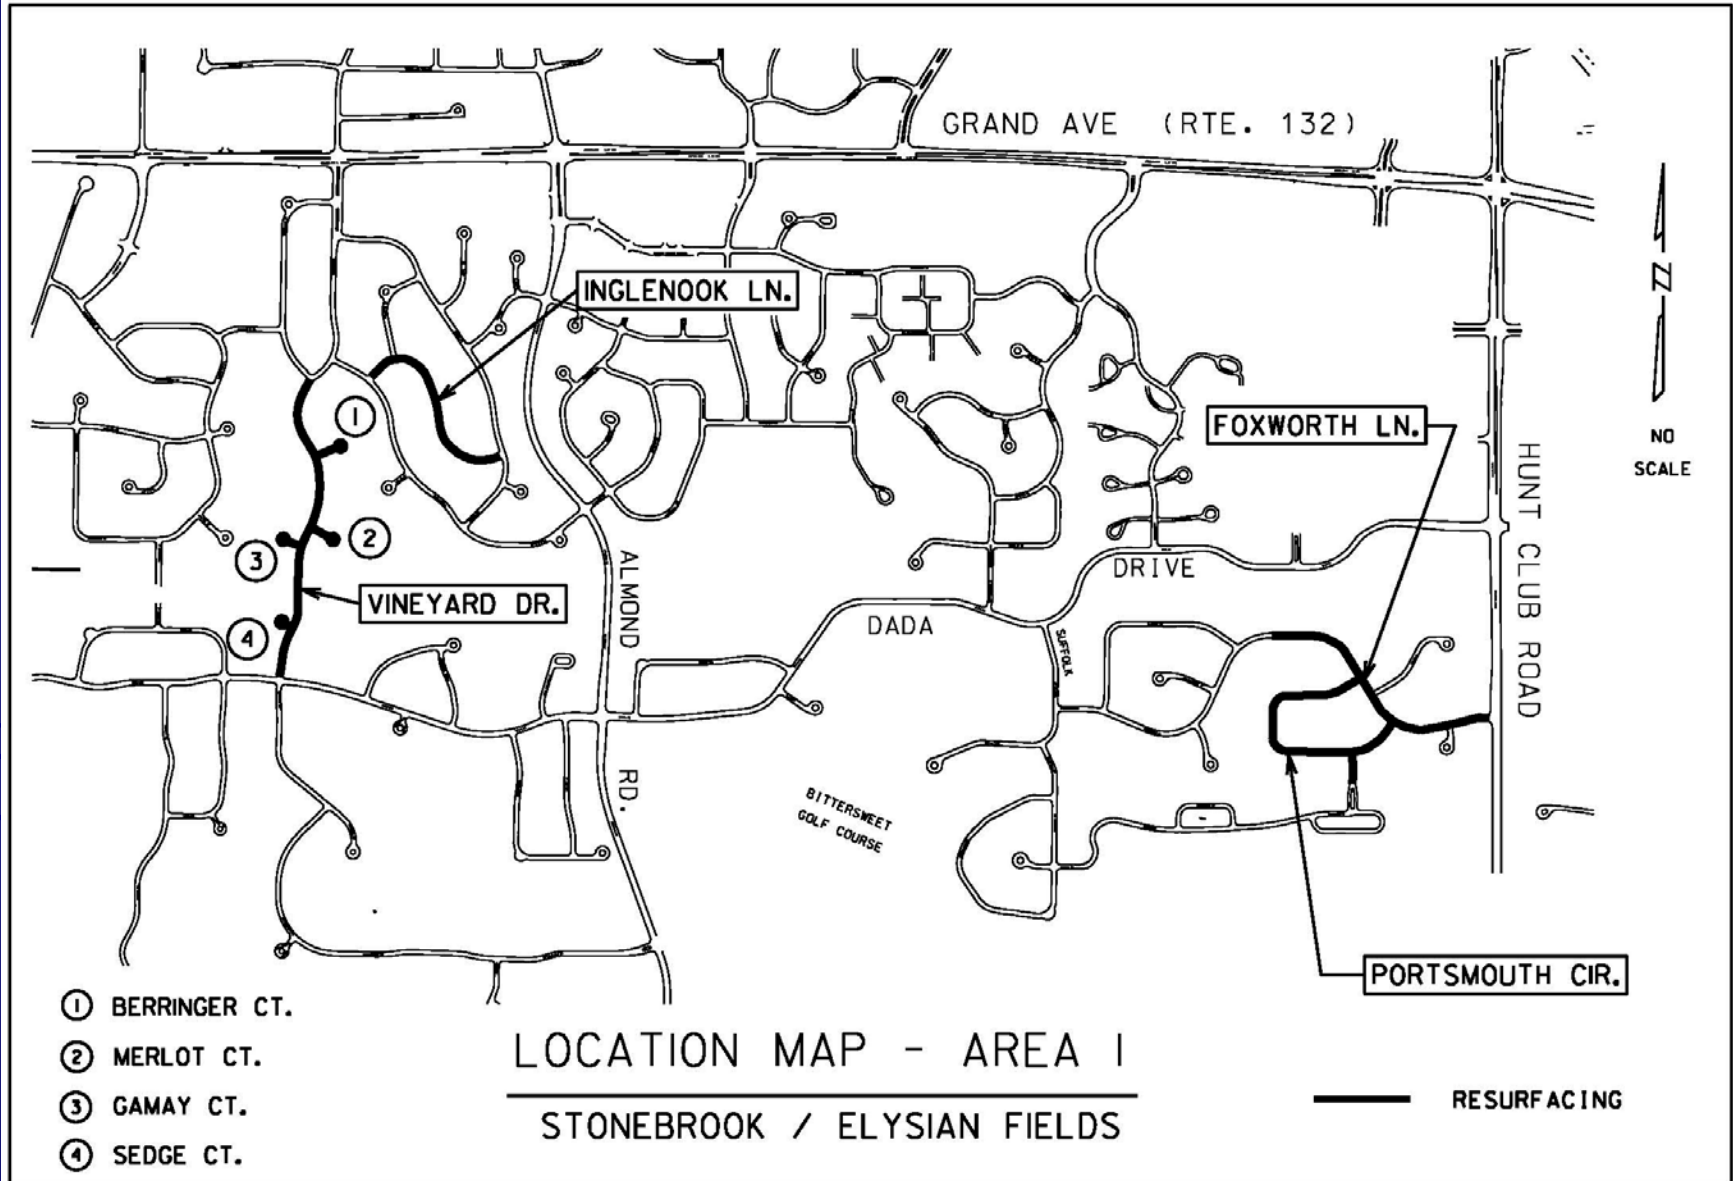 GRAND AVE (RTE. 132)
INGLENOOK LN.
N
NO
SCALE
FOXWORTH LN.
HUNT CLUB ROAD
1
2
3
4
VINEYARD DR.
ALMOND
RD.
DADA
DRIVE
SUFFOLK
BITTERSWEET
GOLF COURSE
PORTSMOUTH CIR.
1 BERRINGER CT.
2 MERLOT CT.
3 GAMAY CT.
4 SEDGE CT.
LOCATION MAP - AREA 1
STONEBROOK / ELYSIAN FIELDS
RESURFACING